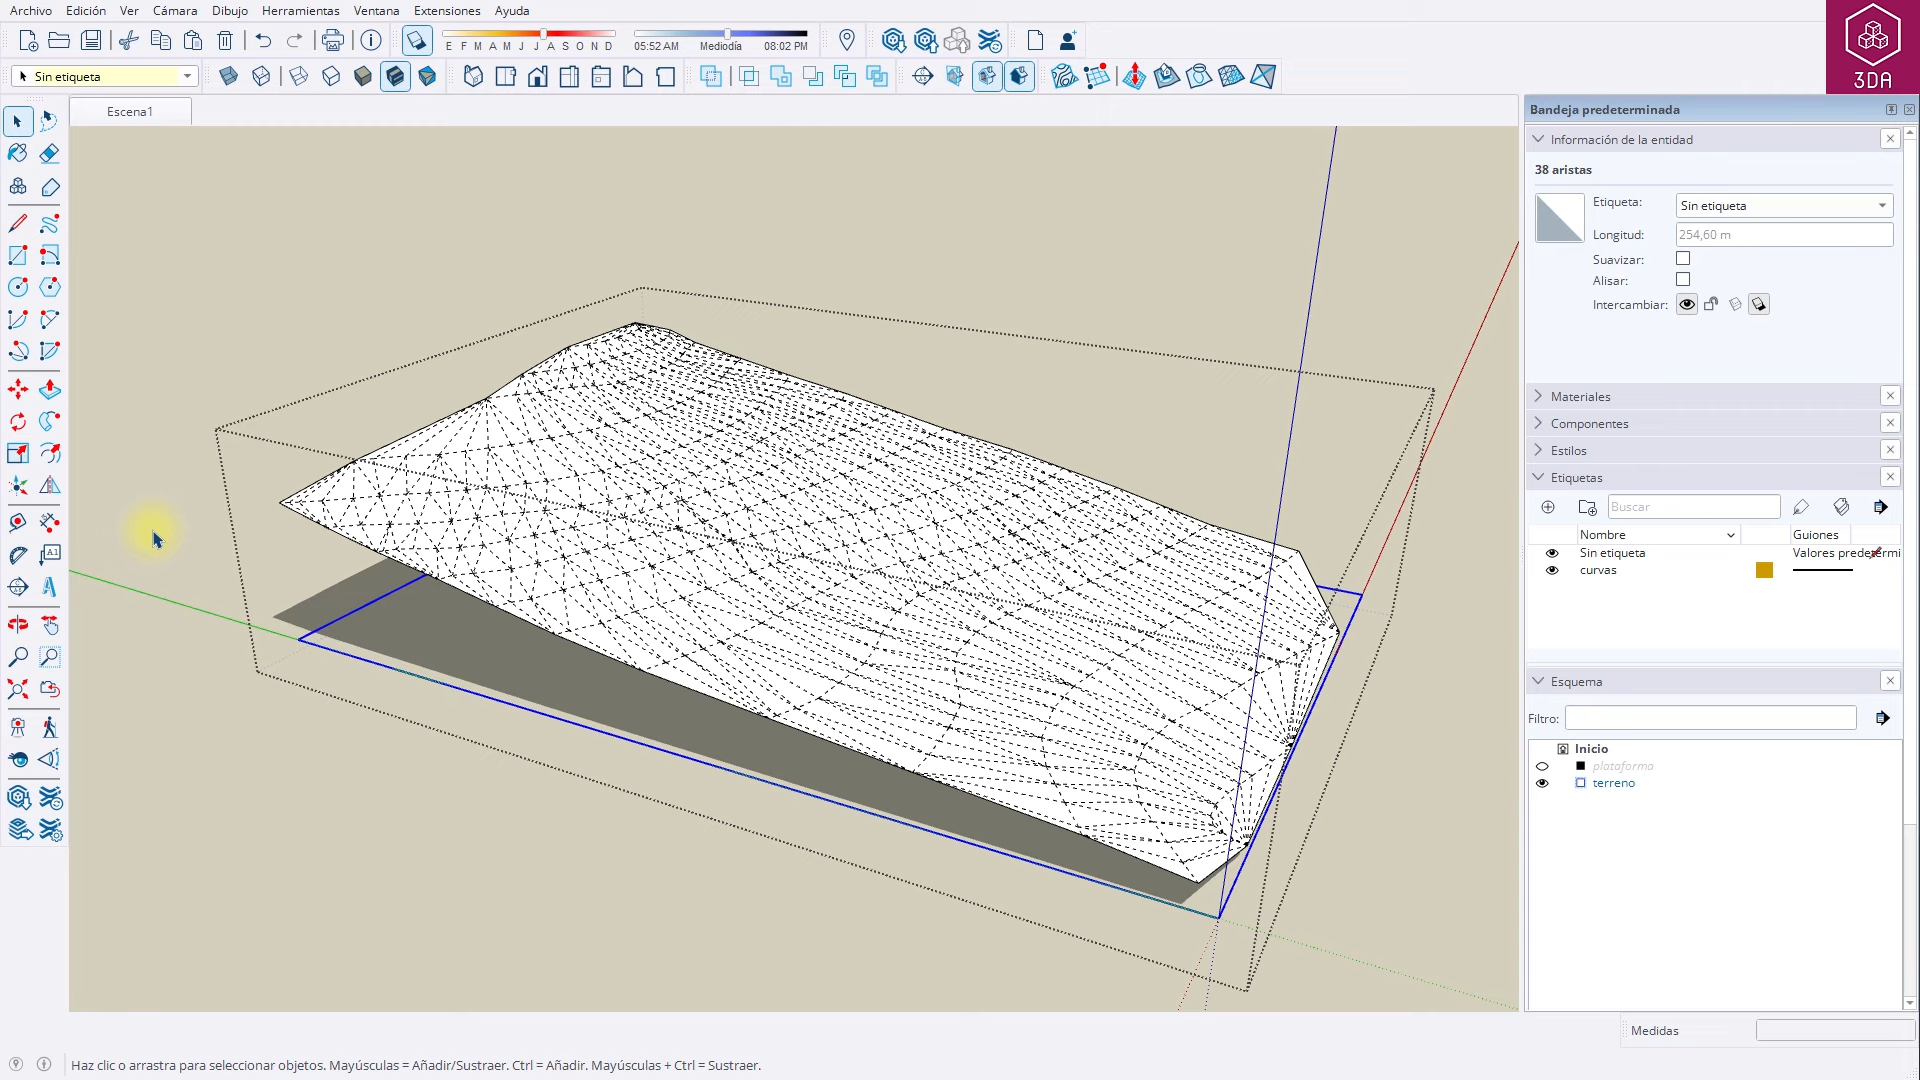 Archivo Edición Ver Cámara Dibujo Herramientas Ventana Extensiones Ayuda
E F M A M J J A S O N D
05:52 AM Mediodía 08:02 PM
3DA
Sin etiqueta
Escena1
Bandeja predeterminada
Información de la entidad
38 aristas
Etiqueta: Sin etiqueta
Longitud: 254,60 m
Suavizar:
Alisar:
Intercambiar:
Materiales
Componentes
Estilos
Etiquetas
Buscar
Nombre Guiones
Sin etiqueta Valores predetermi
curvas
Esquema
Filtro:
Inicio
plataforma
terreno
A1
A
Medidas
Haz clic o arrastra para seleccionar objetos. Mayúsculas = Añadir/Sustraer. Ctrl = Añadir. Mayúsculas + Ctrl = Sustraer.